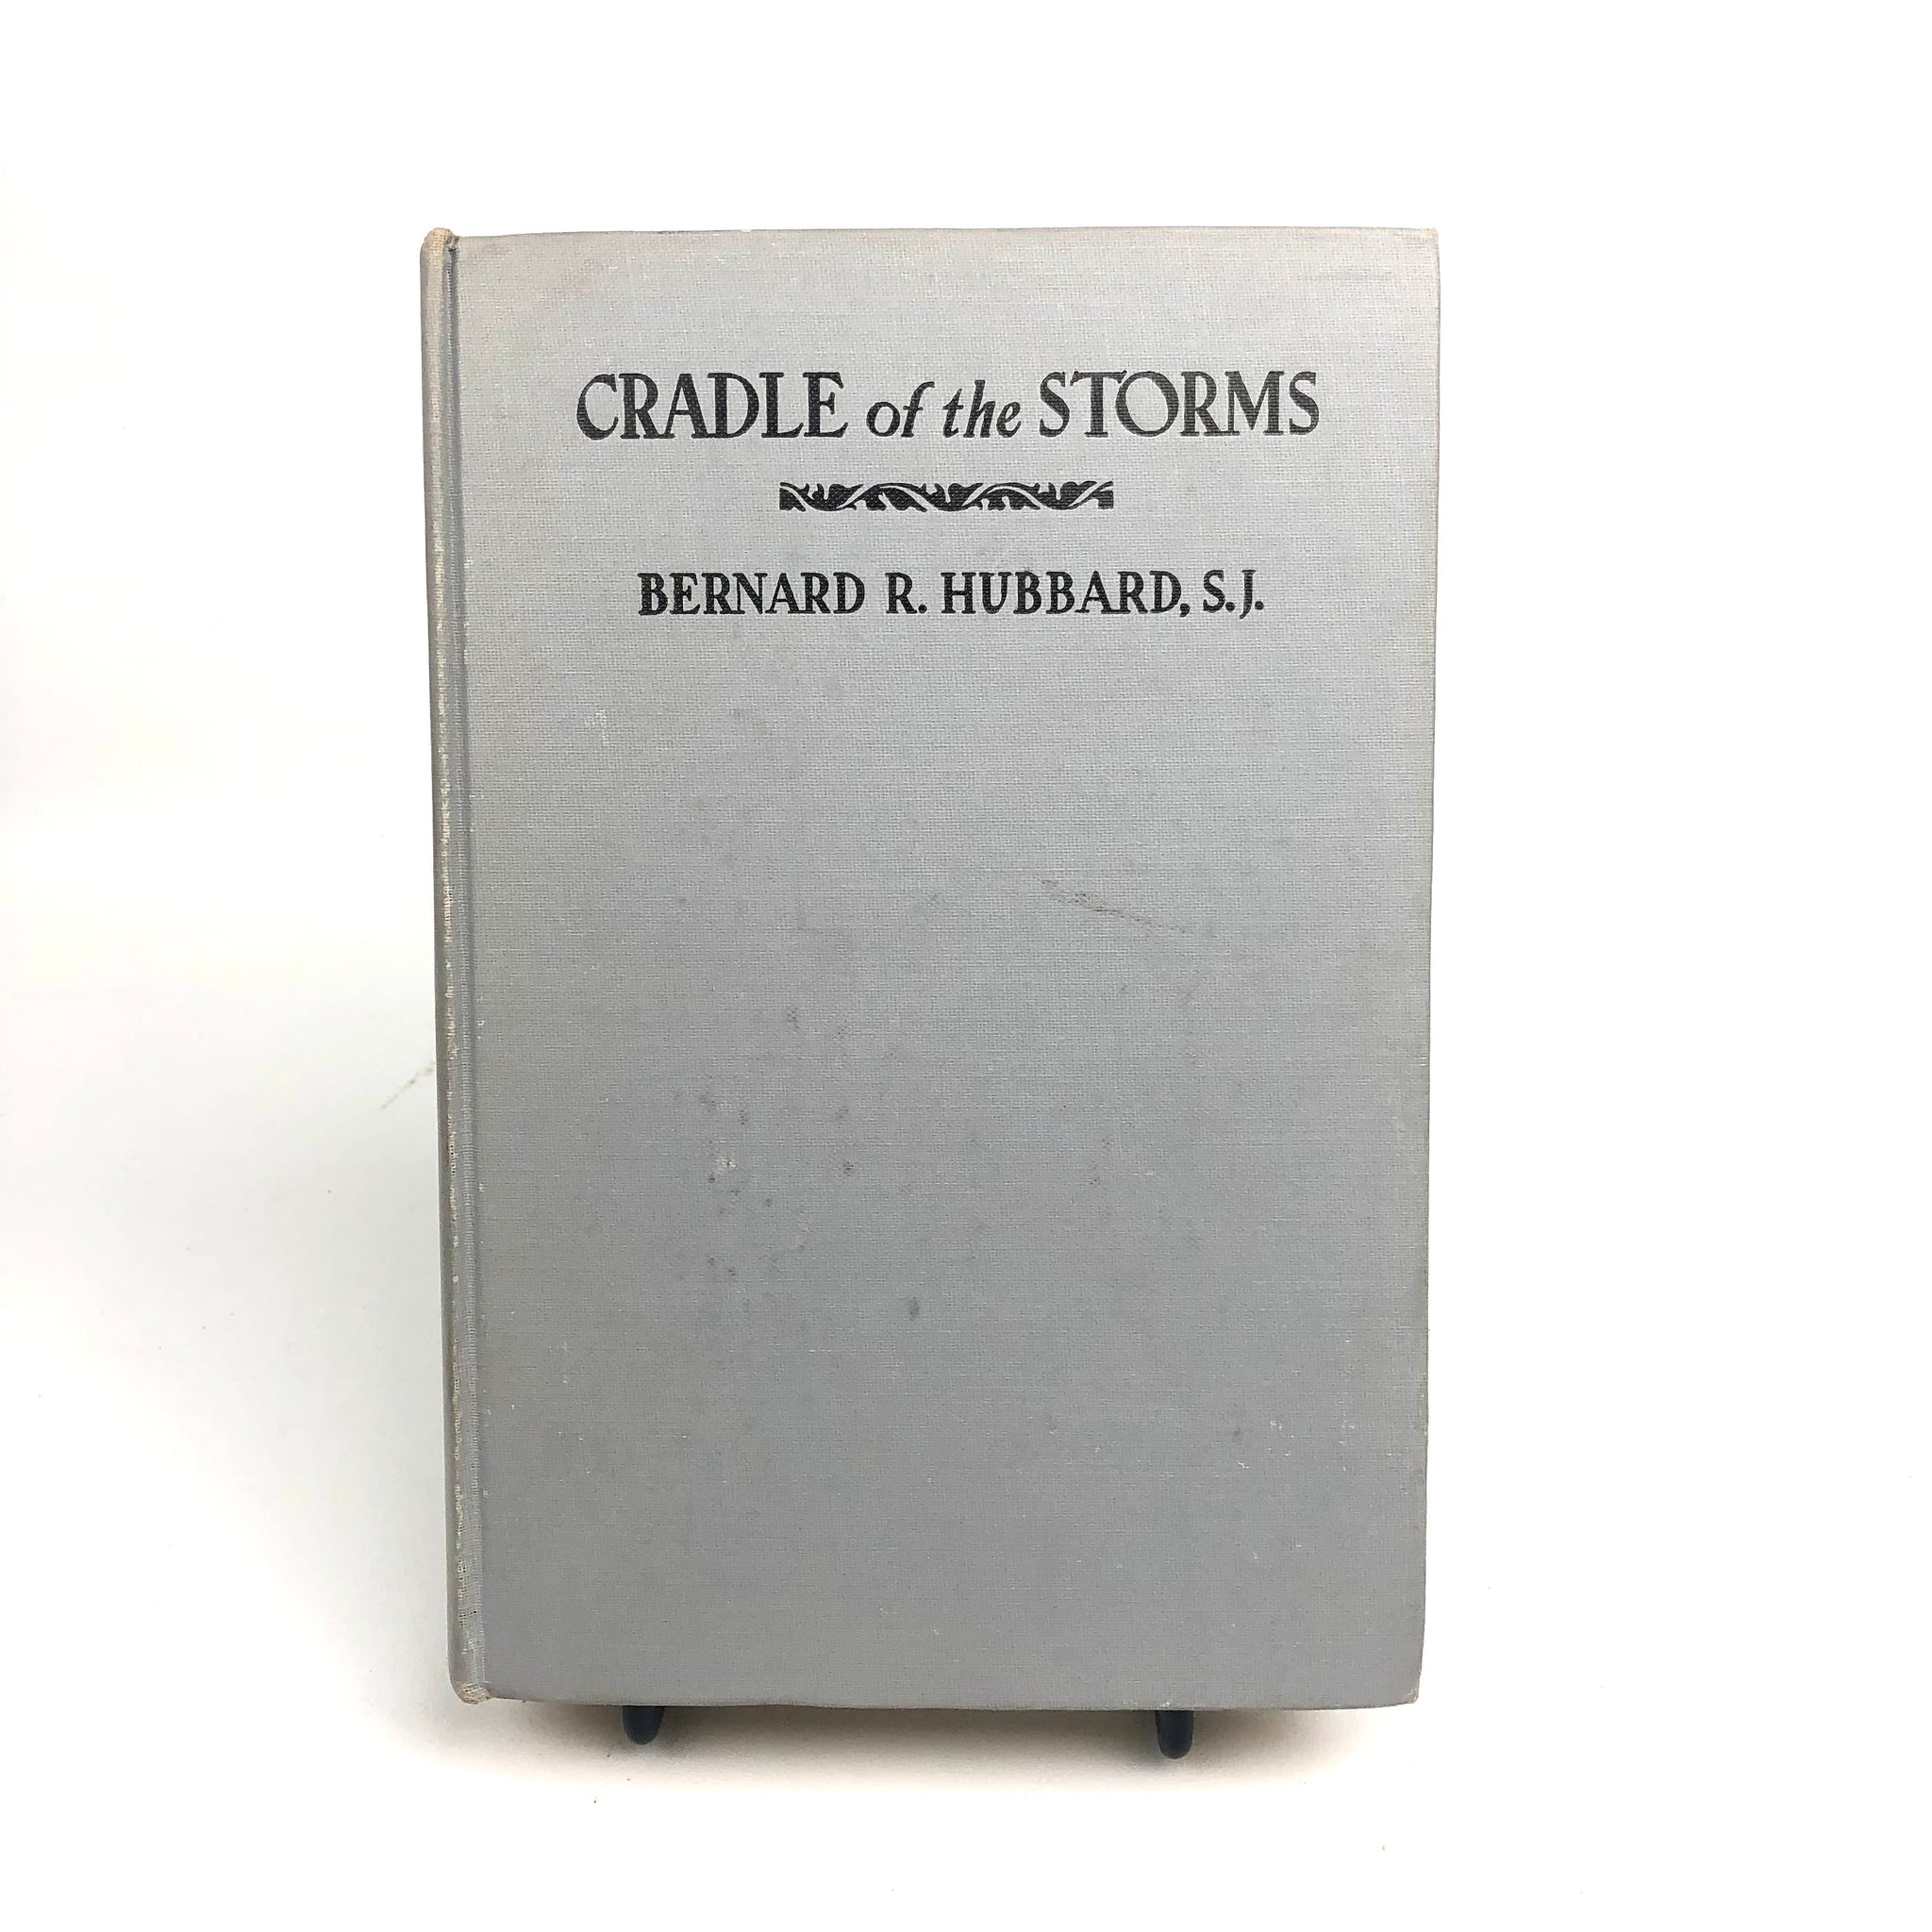 CRADLE of the STORMS
BERNARD R. HUBBARD, S.J.